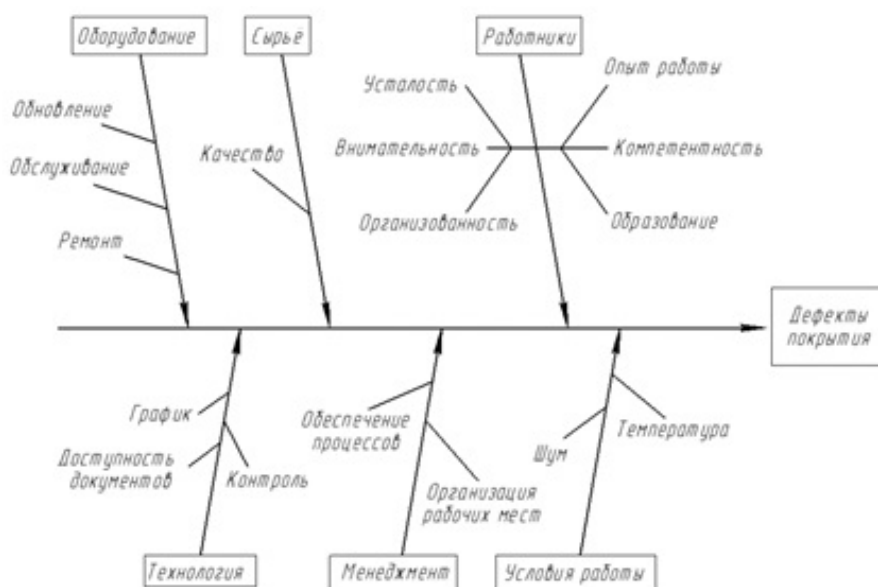 Оборудование
Сырьё
Работники
Усталость
Опыт работы
Обновление
Внимательность
Компетентность
Качество
Обслуживание
Организованность
Образование
Ремонт
Дефекты
покрытия
График
Обеспечение
процессов
Температура
Шум
Доступность
документов
Контроль
Организация
рабочих мест
Технология
Менеджмент
Условия работы